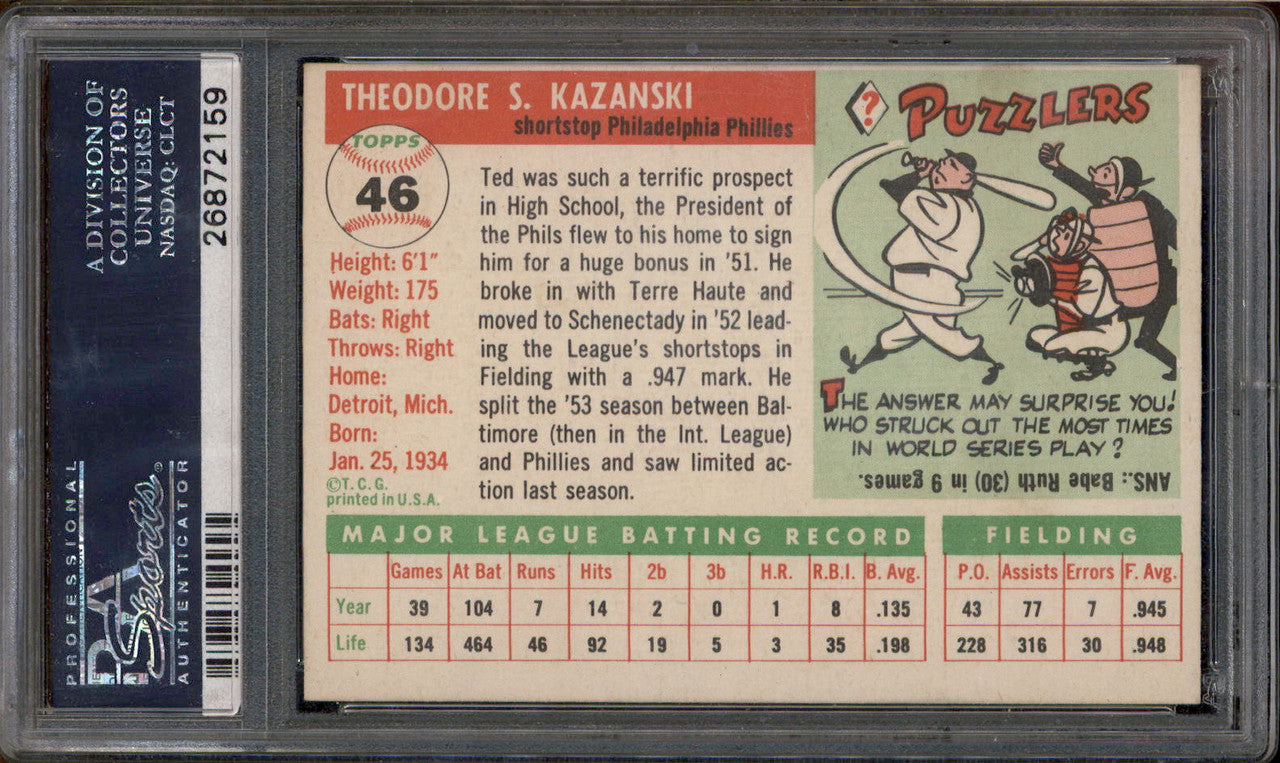 A DIVISION OF
COLLECTORS
UNIVERSE
NASDAQ: CLCT
26872159
PROFESSIONAL
PSA
Sports®
AUTHENTICATOR
THEODORE S. KAZANSKI
shortstop Philadelphia Phillies
TOPPS
46
Height: 6'1"
Weight: 175
Bats: Right
Throws: Right
Home:
Detroit, Mich.
Born:
Jan. 25, 1934
©T.C.G.
printed in U.S.A.
Ted was such a terrific prospect
in High School, the President of
the Phils flew to his home to sign
him for a huge bonus in '51. He
broke in with Terre Haute and
moved to Schenectady in '52 lead-
ing the League's shortstops in
Fielding with a .947 mark. He
split the '53 season between Bal-
timore (then in the Int. League)
and Phillies and saw limited ac-
tion last season.
? PUZZLERS
THE ANSWER MAY SURPRISE YOU!
WHO STRUCK OUT THE MOST TIMES
IN WORLD SERIES PLAY?
ANS.: Babe Ruth (30) in 9 games.
MAJOR LEAGUE BATTING RECORD
Games At Bat Runs Hits 2b 3b H.R. R.B.I. B. Avg.
Year 39 104 7 14 2 0 1 8 .135
Life 134 464 46 92 19 5 3 35 .198
FIELDING
P.O. Assists Errors F. Avg.
43 77 7 .945
228 316 30 .948